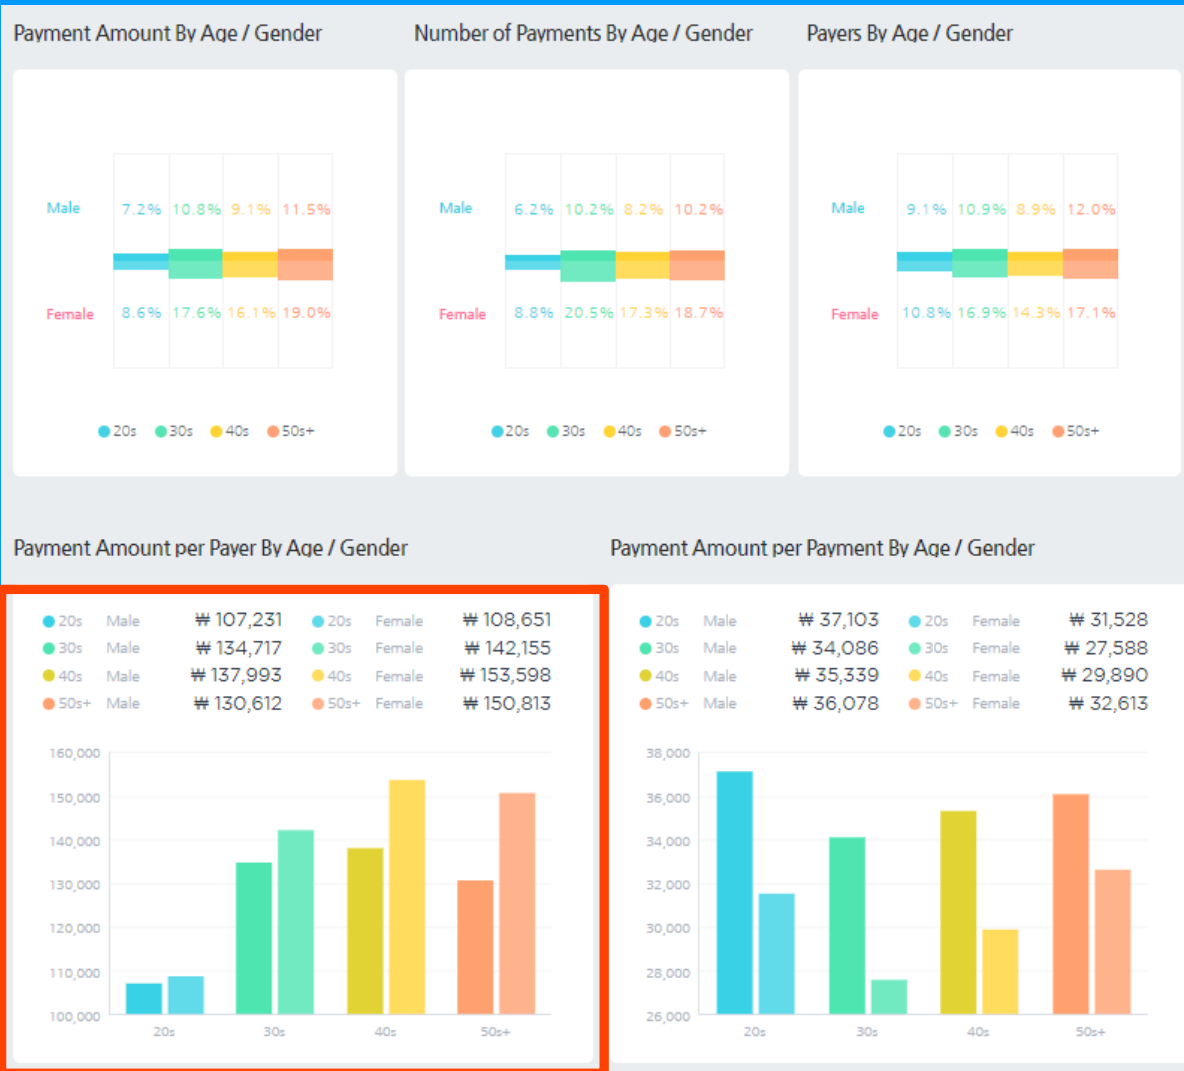 Payment Amount By Age / Gender
Number of Payments By Age / Gender
Payers By Age / Gender
Male 7.2% 10.8% 9.1% 11.5%
Female 8.6% 17.6% 16.1% 19.0%
20s 30s 40s 50s+
Male 6.2% 10.2% 8.2% 10.2%
Female 8.8% 20.5% 17.3% 18.7%
20s 30s 40s 50s+
Male 9.1% 10.9% 8.9% 12.0%
Female 10.8% 16.9% 14.3% 17.1%
20s 30s 40s 50s+
Payment Amount per Payer By Age / Gender
20s Male ₩ 107,231 20s Female ₩ 108,651
30s Male ₩ 134,717 30s Female ₩ 142,155
40s Male ₩ 137,993 40s Female ₩ 153,598
50s+ Male ₩ 130,612 50s+ Female ₩ 150,813
160,000
150,000
140,000
130,000
120,000
110,000
100,000
20s 30s 40s 50s+
Payment Amount per Payment By Age / Gender
20s Male ₩ 37,103 20s Female ₩ 31,528
30s Male ₩ 34,086 30s Female ₩ 27,588
40s Male ₩ 35,339 40s Female ₩ 29,890
50s+ Male ₩ 36,078 50s+ Female ₩ 32,613
38,000
36,000
34,000
32,000
30,000
28,000
26,000
20s 30s 40s 50s+